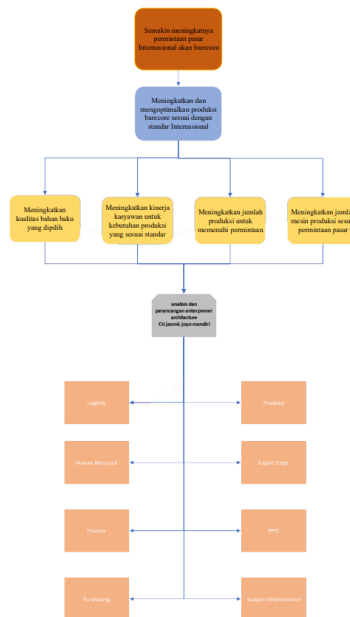 Semakin meningkatnya
permintaan pasar
Internasional akan barecore
Meningkatkan dan
mengoptimalkan produksi
barecore sesuai dengan
standar Internasional
Meningkatkan
kualitas bahan baku
yang dipilih
Meningkatkan kinerja
karyawan untuk
kebutuhan produksi
yang sesuai standar
Meningkatkan jumlah
produksi untuk
memenuhi permintaan
Meningkatkan jumla
mesin produksi sesu
permintaan pasar
analisis dan
perancangan enterprener
architecture
CV jasmic joyo mandiri
Logistik
Produksi
Human Resource
Export Dept.
Finance
PPIC
Purchasing
Support Maintenance